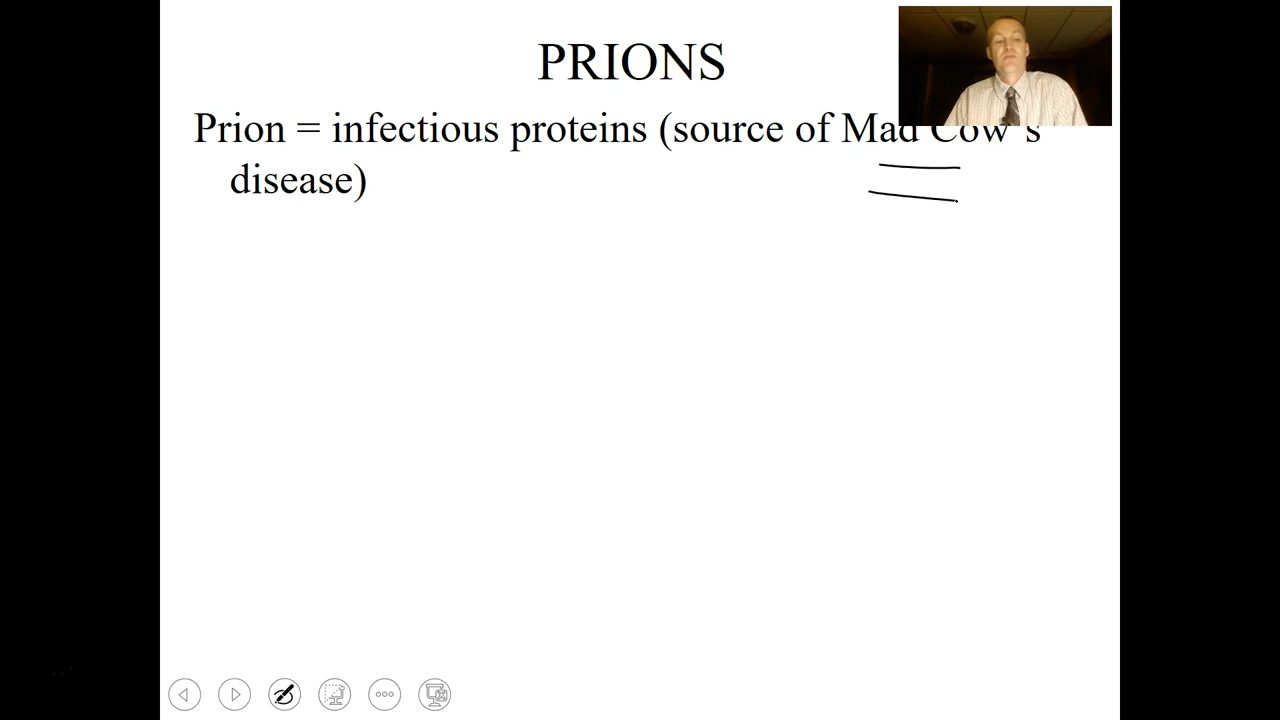 PRIONS
Prion = infectious proteins (source of Mad Cow's
disease)